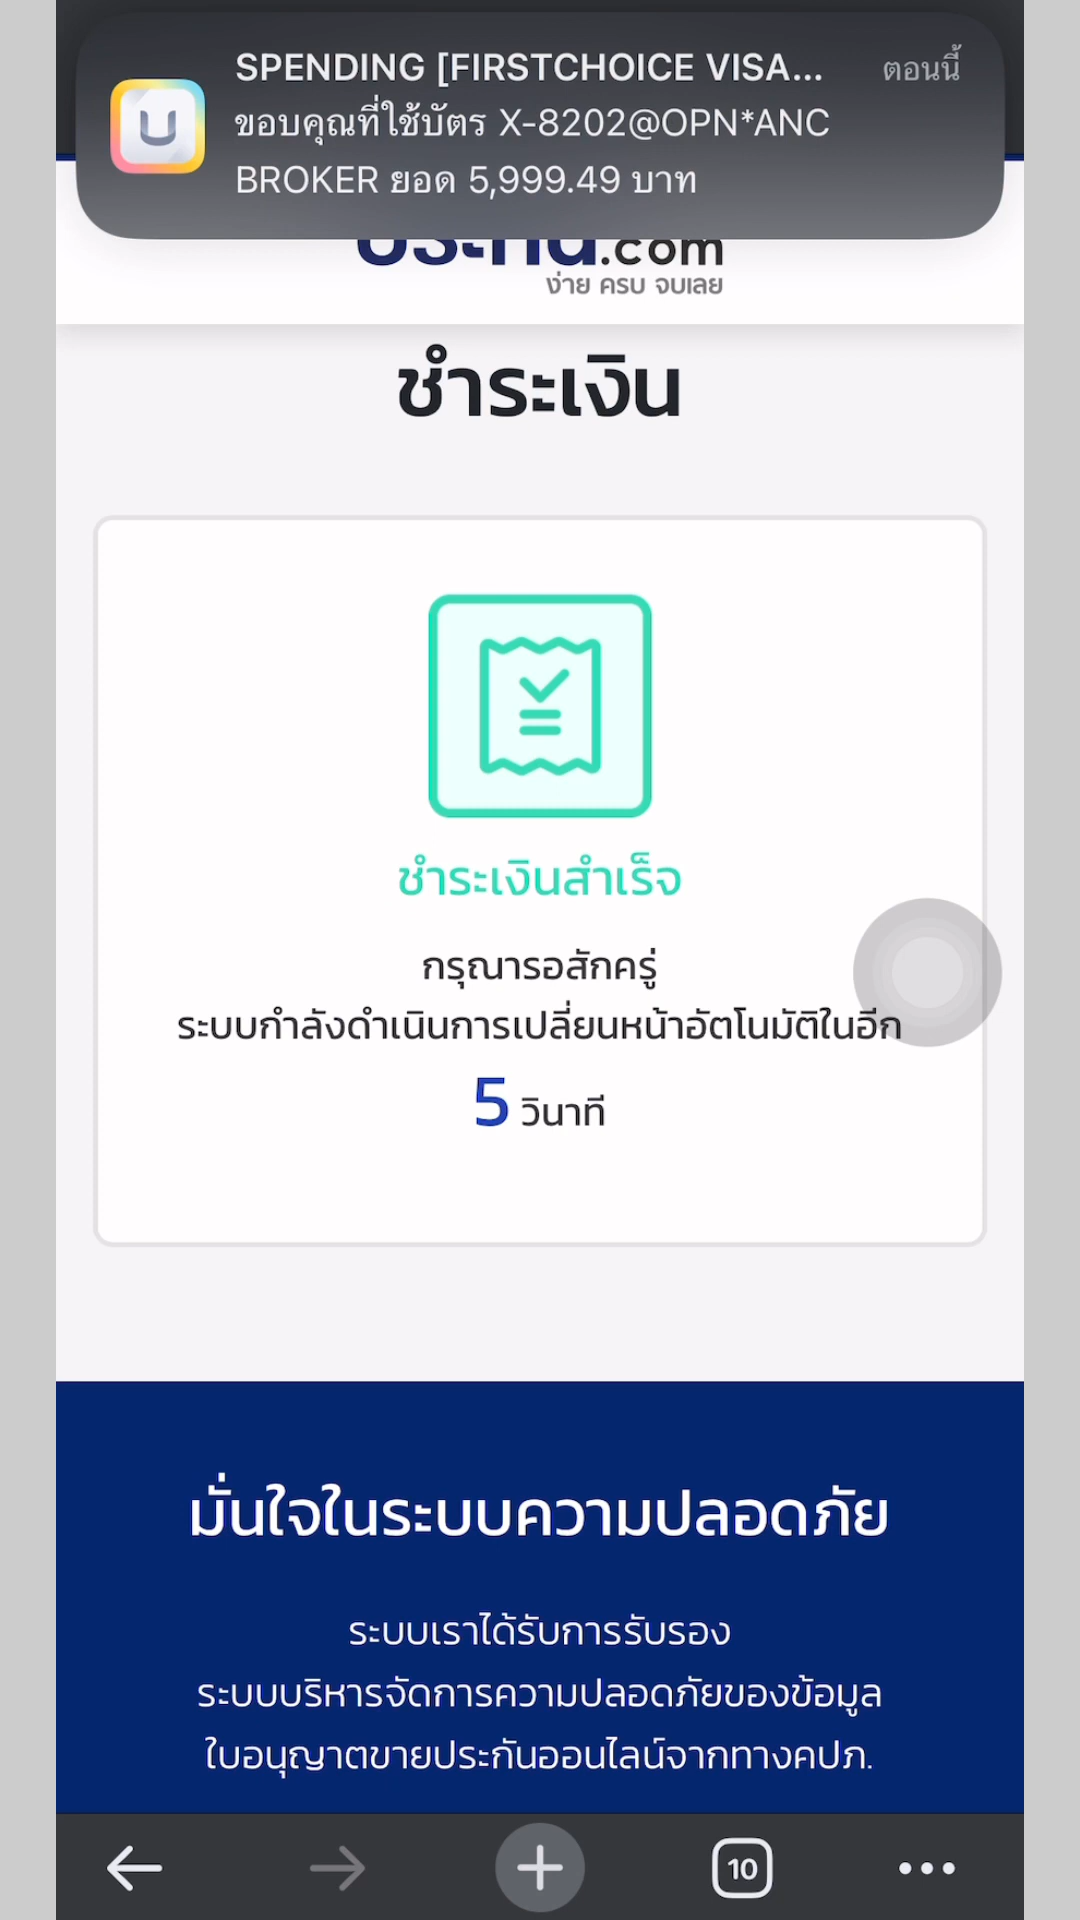 SPENDING [FIRSTCHOICE VISA...
ตอนนี้
ขอบคุณที่ใช้บัตร X-8202@OPN*ANC
BROKER ยอด 5,999.49 บาท
ประกัน.com
ง่าย ครบ จบเลย
ชำระเงิน
ชำระเงินสำเร็จ
กรุณารอสักครู่
ระบบกำลังดำเนินการเปลี่ยนหน้าอัตโนมัติในอีก
5 วินาที
มั่นใจในระบบความปลอดภัย
ระบบเราได้รับการรับรอง
ระบบบริหารจัดการความปลอดภัยของข้อมูล
ใบอนุญาตขายประกันออนไลน์จากทางคปภ.
10